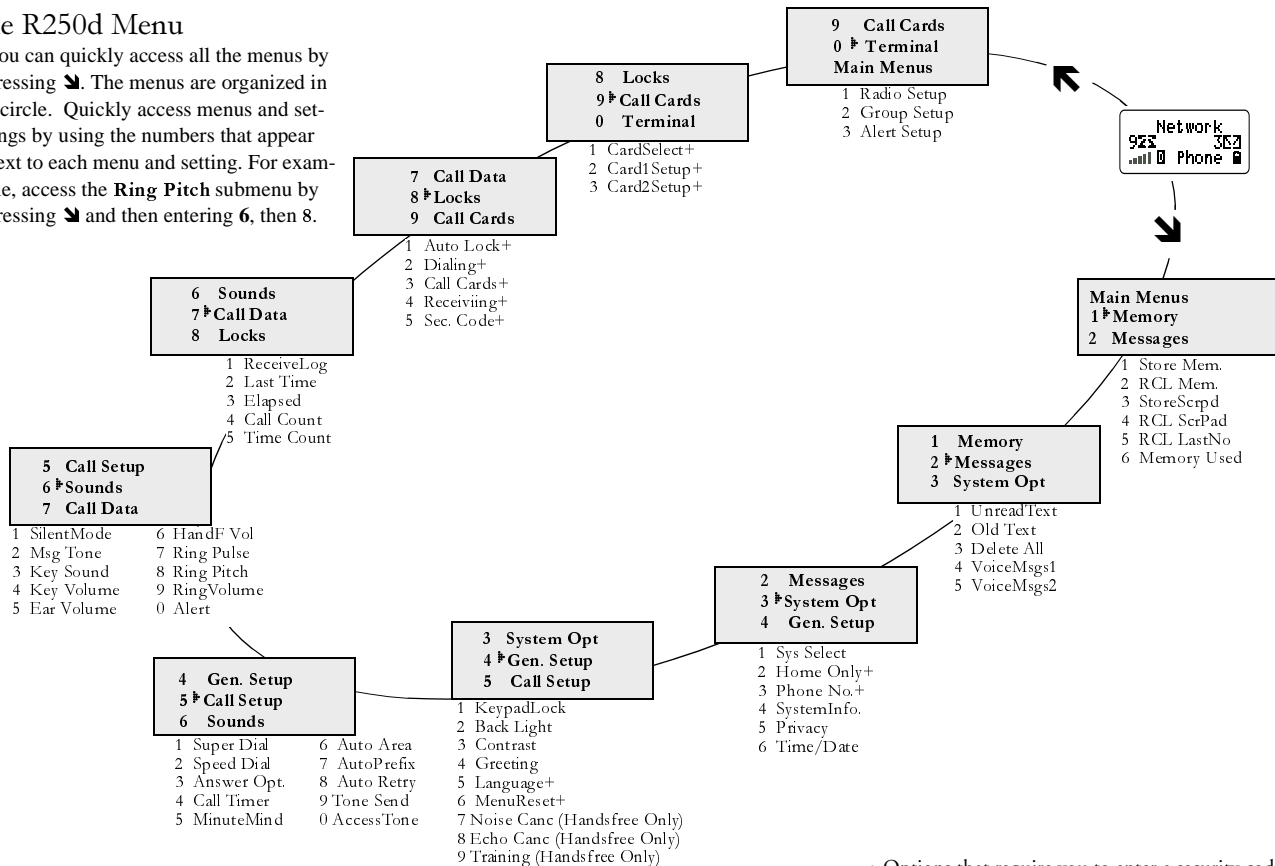 e R250d Menu
ou can quickly access all the menus by
ressing ➘. The menus are organized in
circle. Quickly access menus and set-
ngs by using the numbers that appear
ext to each menu and setting. For exam-
le, access the Ring Pitch submenu by
ressing ➘ and then entering 6, then 8.
9 Call Cards
0 Terminal
Main Menus
1 Radio Setup
2 Group Setup
3 Alert Setup
Network
Phone
8 Locks
9 Call Cards
0 Terminal
1 CardSelect+
2 Card1Setup+
3 Card2Setup+
7 Call Data
8 Locks
9 Call Cards
1 Auto Lock+
2 Dialing+
3 Call Cards+
4 Receiviing+
5 Sec. Code+
6 Sounds
7 Call Data
8 Locks
1 ReceiveLog
2 Last Time
3 Elapsed
4 Call Count
5 Time Count
5 Call Setup
6 Sounds
7 Call Data
1 SilentMode
2 Msg Tone
3 Key Sound
4 Key Volume
5 Ear Volume
6 HandF Vol
7 Ring Pulse
8 Ring Pitch
9 RingVolume
0 Alert
4 Gen. Setup
5 Call Setup
6 Sounds
1 Super Dial
2 Speed Dial
3 Answer Opt.
4 Call Timer
5 MinuteMind
6 Auto Area
7 AutoPrefix
8 Auto Retry
9 Tone Send
0 AccessTone
3 System Opt
4 Gen. Setup
5 Call Setup
1 KeypadLock
2 Back Light
3 Contrast
4 Greeting
5 Language+
6 MenuReset+
7 Noise Canc (Handsfree Only)
8 Echo Canc (Handsfree Only)
9 Training (Handsfree Only)
2 Messages
3 System Opt
4 Gen. Setup
1 Sys Select
2 Home Only+
3 Phone No.+
4 SystemInfo.
5 Privacy
6 Time/Date
1 Memory
2 Messages
3 System Opt
1 UnreadText
2 Old Text
3 Delete All
4 VoiceMsgs1
5 VoiceMsgs2
Main Menus
1 Memory
2 Messages
1 Store Mem.
2 RCL Mem.
3 StoreScrpd
4 RCL ScrPad
5 RCL LastNo
6 Memory Used
Options that require you to enter a security